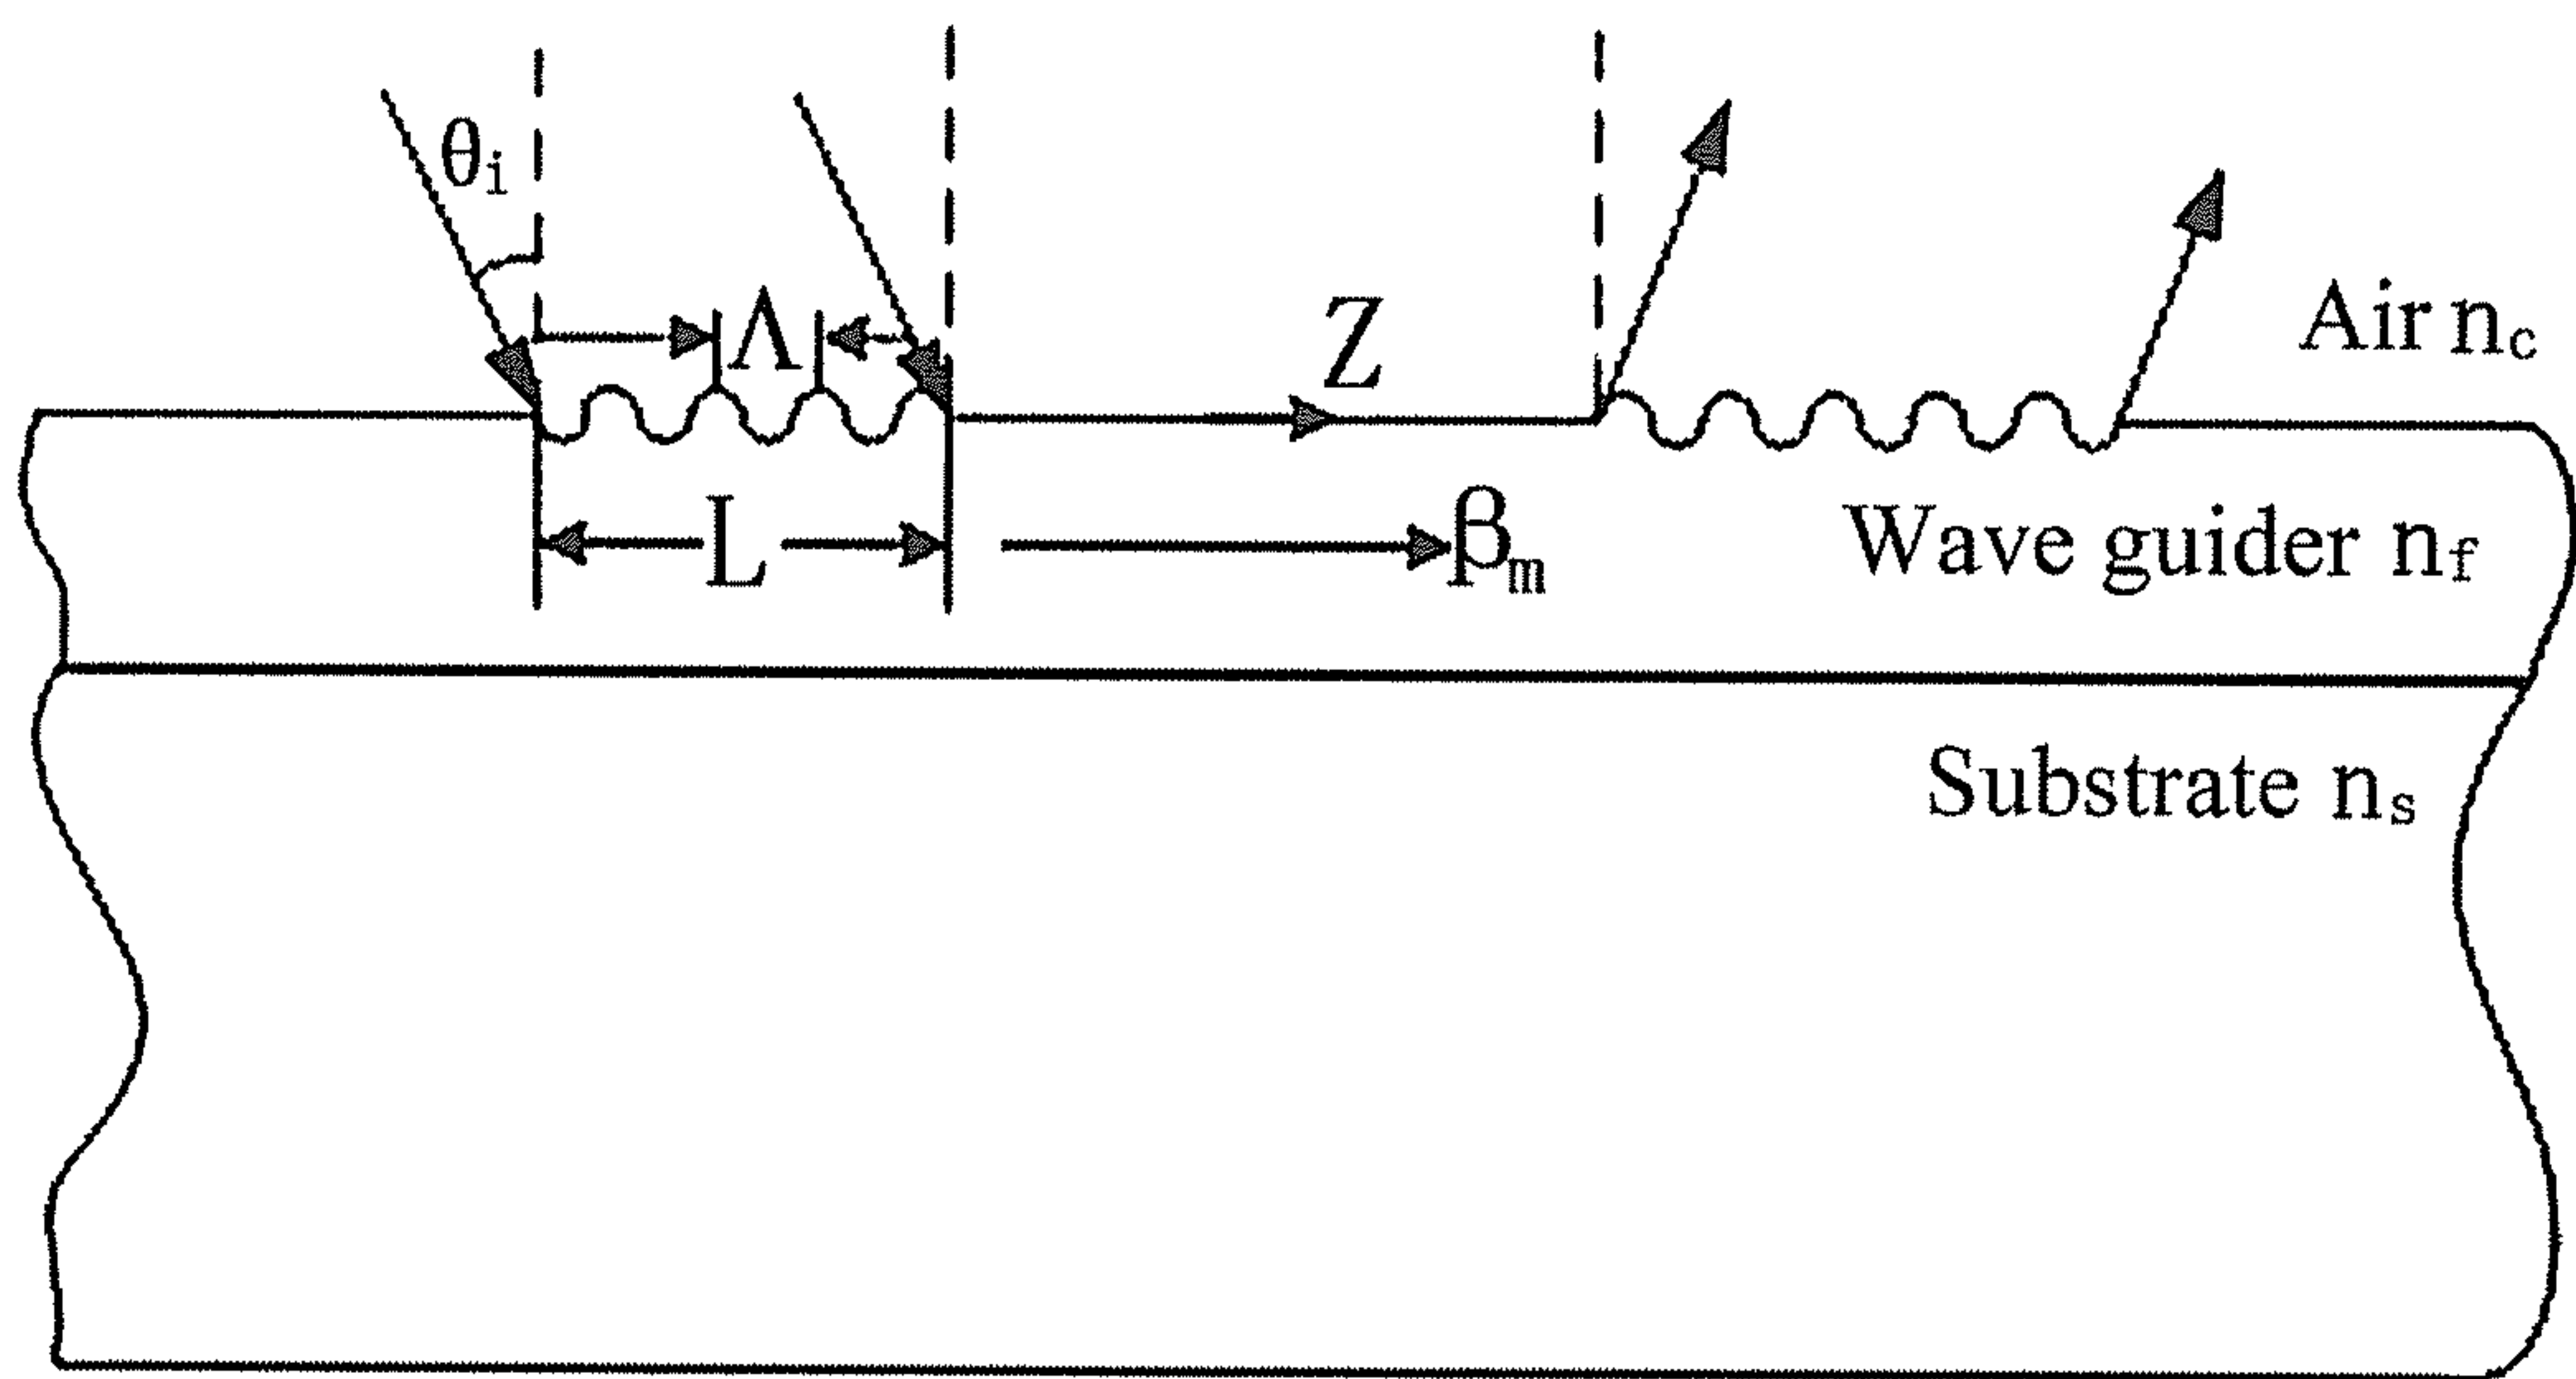 θi
Λ
Z
Air nc
L
βm
Wave guider nf
Substrate ns